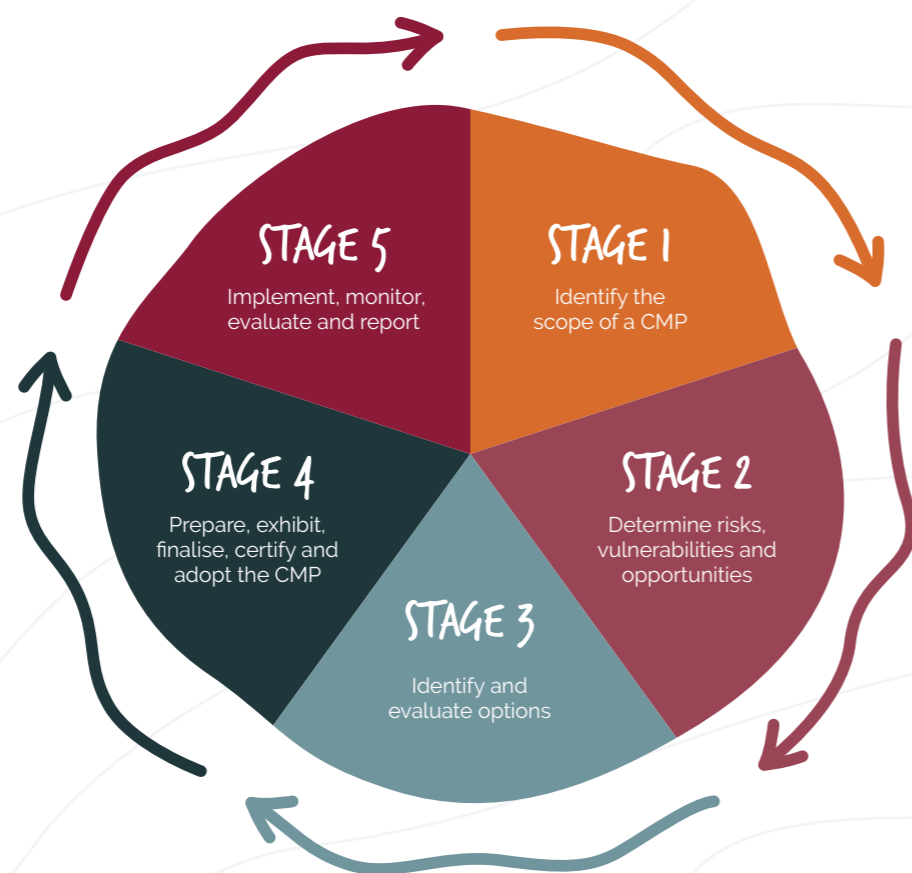 STAGE 1
Identify the
scope of a CMP
STAGE 2
Determine risks,
vulnerabilities and
opportunities
STAGE 3
Identify and
evaluate options
STAGE 4
Prepare, exhibit,
finalise, certify and
adopt the CMP
STAGE 5
Implement, monitor,
evaluate and report